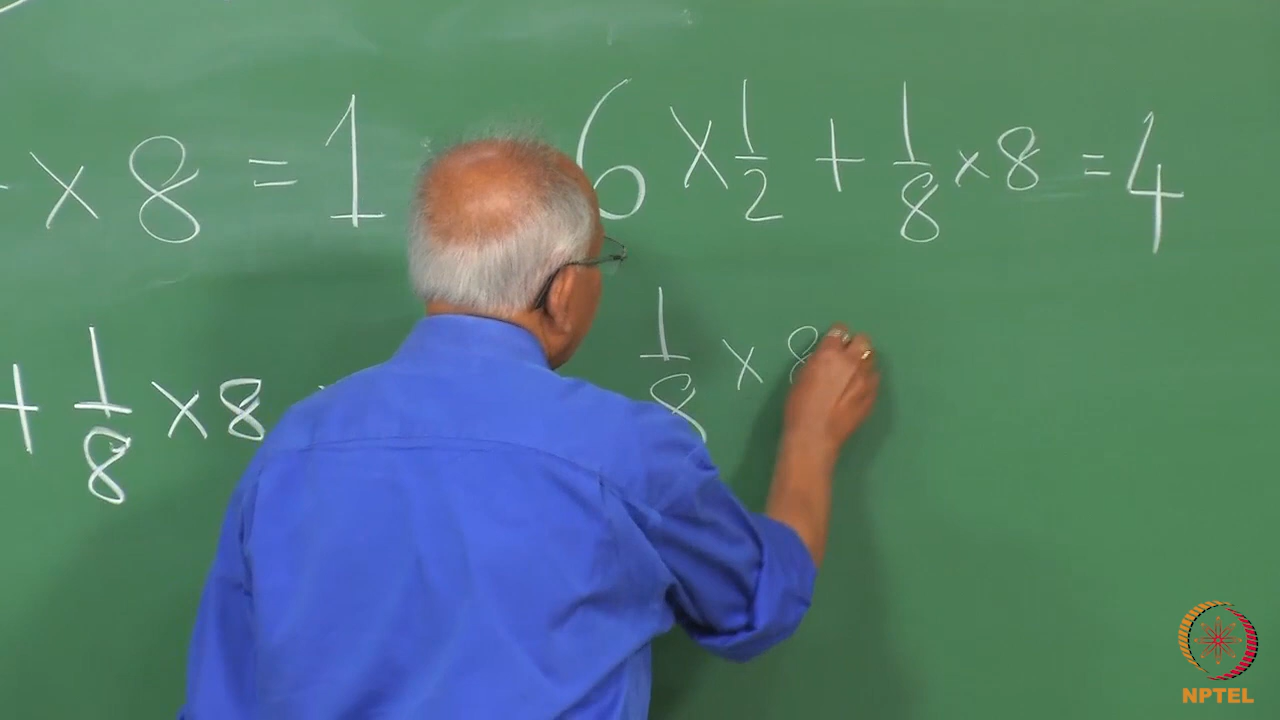 × 8 = 1
6 × 1/2 + 1/8 × 8 = 4
+ 1/8 × 8
1/8 × 8
NPTEL